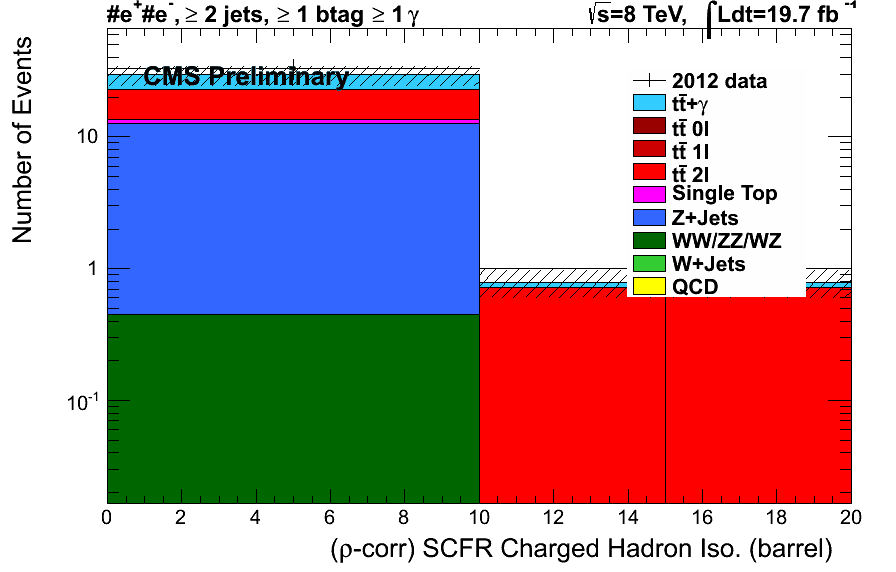 #e⁺#e⁻, ≥ 2 jets, ≥ 1 btag ≥ 1 γ
√s=8 TeV, ∫Ldt=19.7 fb⁻¹
CMS Preliminary
2012 data
tt̄+γ
tt̄ 0l
tt̄ 1l
tt̄ 2l
Single Top
Z+Jets
WW/ZZ/WZ
W+Jets
QCD
Number of Events
10
1
10⁻¹
0 2 4 6 8 10 12 14 16 18 20
(ρ-corr) SCFR Charged Hadron Iso. (barrel)